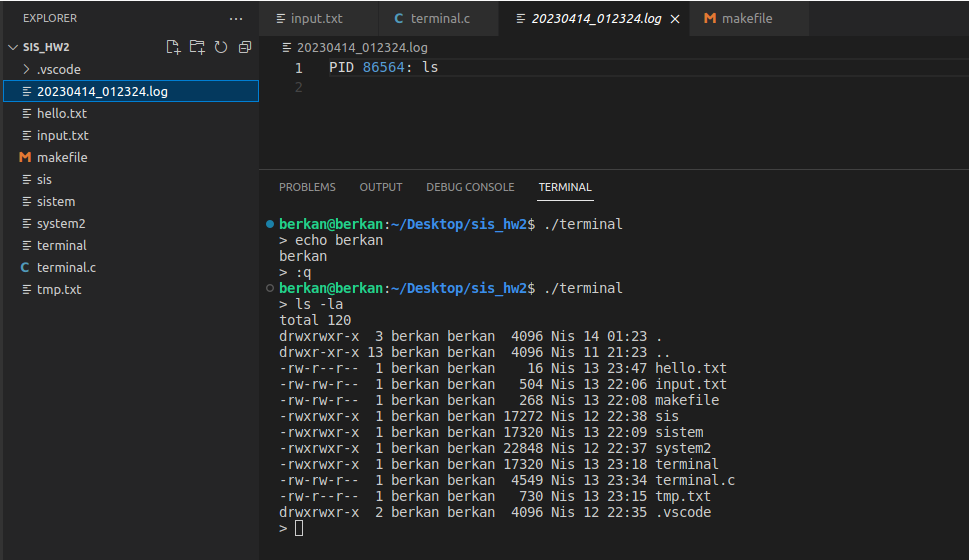 EXPLORER ...
SIS_HW2
.vscode
20230414_012324.log
hello.txt
input.txt
makefile
sis
sistem
system2
terminal
C terminal.c
tmp.txt
input.txt C terminal.c 20230414_012324.log × M makefile
20230414_012324.log
1 PID 86564: ls
2
PROBLEMS OUTPUT DEBUG CONSOLE TERMINAL
berkan@berkan:~/Desktop/sis_hw2$ ./terminal
> echo berkan
berkan
> :q
berkan@berkan:~/Desktop/sis_hw2$ ./terminal
> ls -la
total 120
drwxrwxr-x  3 berkan berkan  4096 Nis 14 01:23 .
drwxr-xr-x 13 berkan berkan  4096 Nis 11 21:23 ..
-rw-r--r--  1 berkan berkan    16 Nis 13 23:47 hello.txt
-rw-rw-r--  1 berkan berkan   504 Nis 13 22:06 input.txt
-rw-rw-r--  1 berkan berkan   268 Nis 13 22:08 makefile
-rwxrwxr-x  1 berkan berkan 17272 Nis 12 22:38 sis
-rwxrwxr-x  1 berkan berkan 17320 Nis 13 22:09 sistem
-rwxrwxr-x  1 berkan berkan 22848 Nis 12 22:37 system2
-rwxrwxr-x  1 berkan berkan 17320 Nis 13 23:18 terminal
-rw-rw-r--  1 berkan berkan  4549 Nis 13 23:34 terminal.c
-rw-rw-r--  1 berkan berkan   730 Nis 13 23:15 tmp.txt
drwxrwxr-x  2 berkan berkan  4096 Nis 12 22:35 .vscode
>